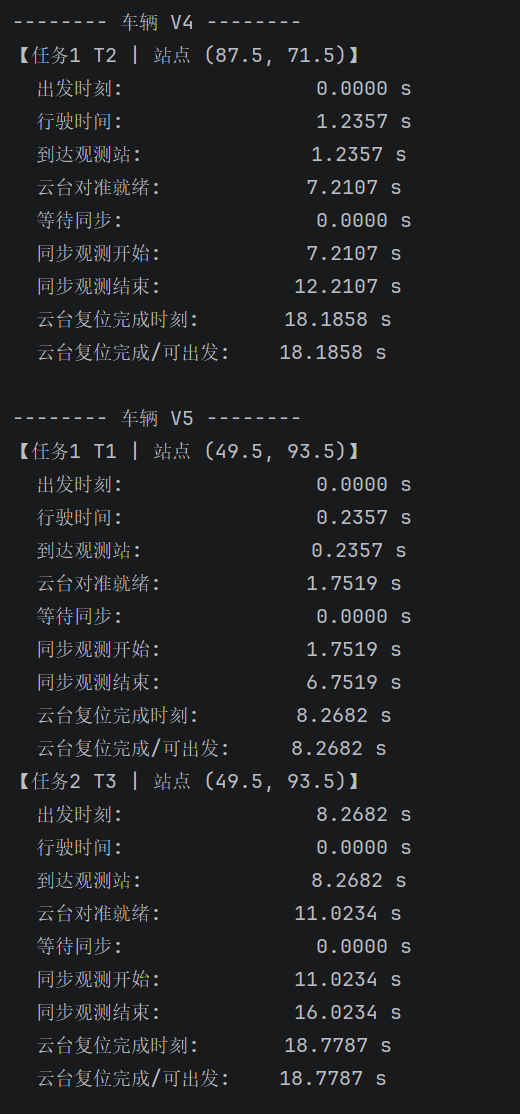 -------- 车辆 V4 --------
【任务1 T2 | 站点 (87.5, 71.5)】
出发时刻: 0.0000 s
行驶时间: 1.2357 s
到达观测站: 1.2357 s
云台对准就绪: 7.2107 s
等待同步: 0.0000 s
同步观测开始: 7.2107 s
同步观测结束: 12.2107 s
云台复位完成时刻: 18.1858 s
云台复位完成/可出发: 18.1858 s
-------- 车辆 V5 --------
【任务1 T1 | 站点 (49.5, 93.5)】
出发时刻: 0.0000 s
行驶时间: 0.2357 s
到达观测站: 0.2357 s
云台对准就绪: 1.7519 s
等待同步: 0.0000 s
同步观测开始: 1.7519 s
同步观测结束: 6.7519 s
云台复位完成时刻: 8.2682 s
云台复位完成/可出发: 8.2682 s
【任务2 T3 | 站点 (49.5, 93.5)】
出发时刻: 8.2682 s
行驶时间: 0.0000 s
到达观测站: 8.2682 s
云台对准就绪: 11.0234 s
等待同步: 0.0000 s
同步观测开始: 11.0234 s
同步观测结束: 16.0234 s
云台复位完成时刻: 18.7787 s
云台复位完成/可出发: 18.7787 s